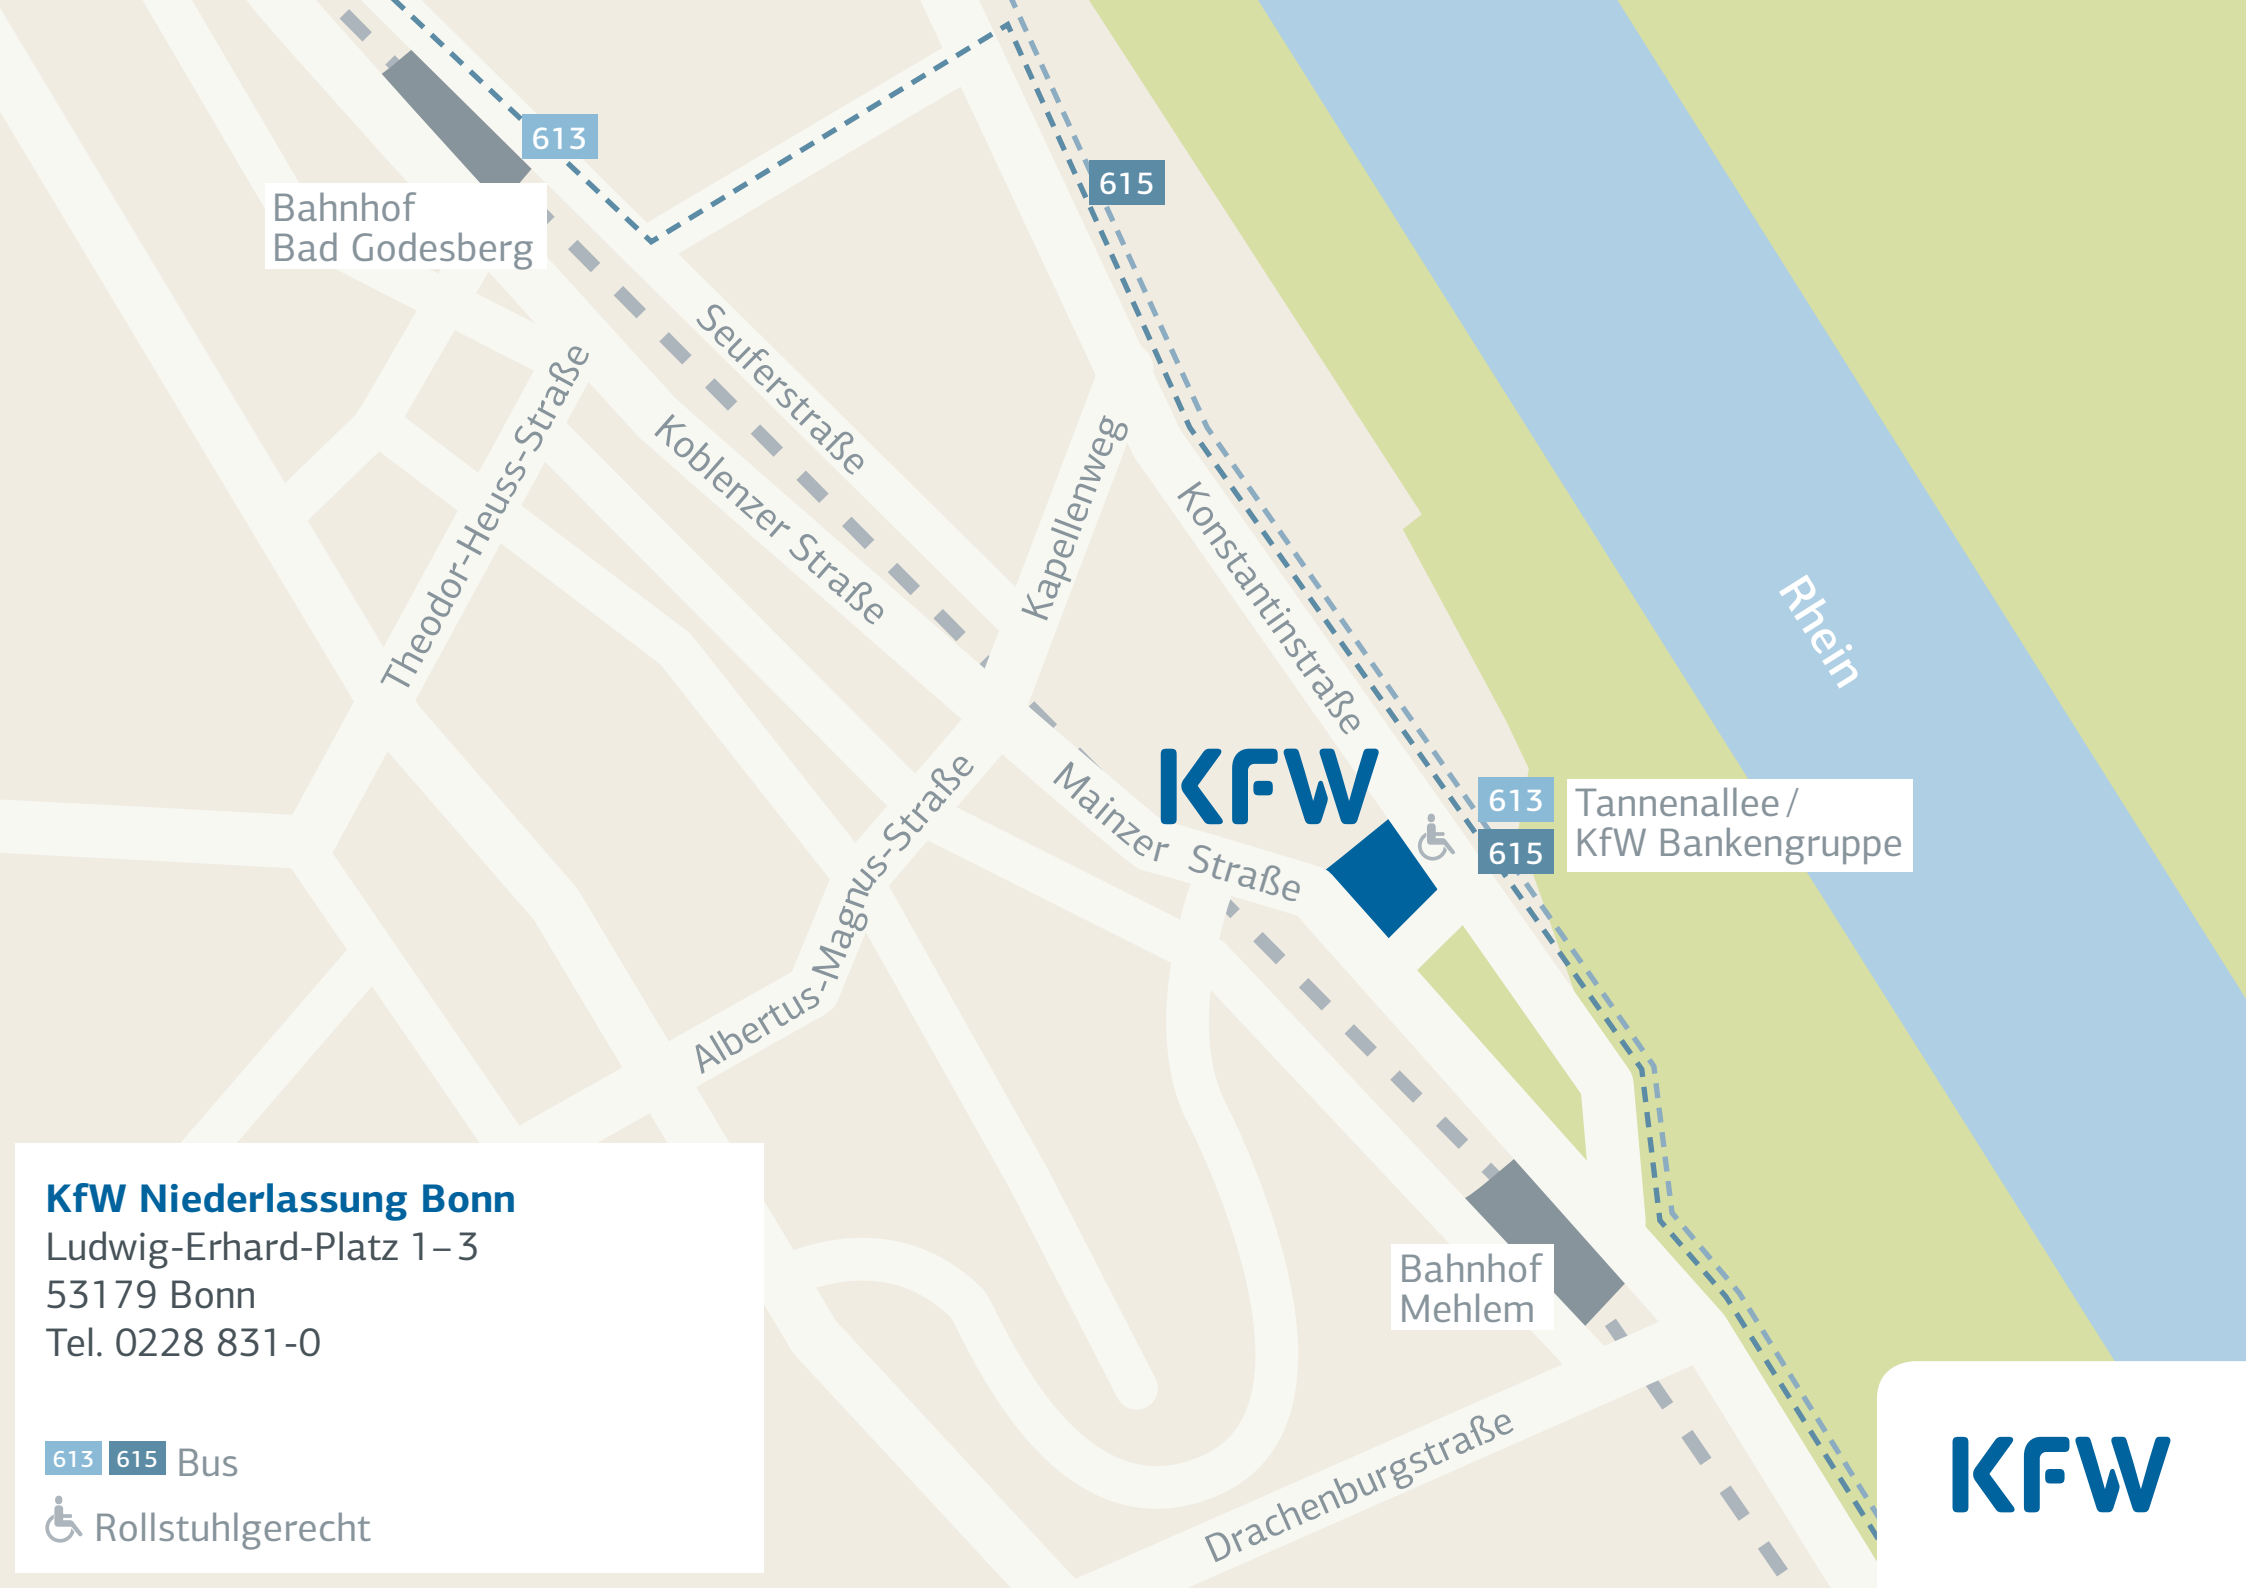 613
615
Bahnhof
Bad Godesberg
Seuferstraße
Koblenzer Straße
Theodor-Heuss-Straße
Kapellenweg
Konstantinstraße
Rhein
KFW
Mainzer Straße
613
615
Tannenallee /
KfW Bankengruppe
Albertus-Magnus-Straße
Bahnhof
Mehlem
Drachenburgstraße
KfW Niederlassung Bonn
Ludwig-Erhard-Platz 1–3
53179 Bonn
Tel. 0228 831-0
613 615 Bus
Rollstuhlgerecht
KFW